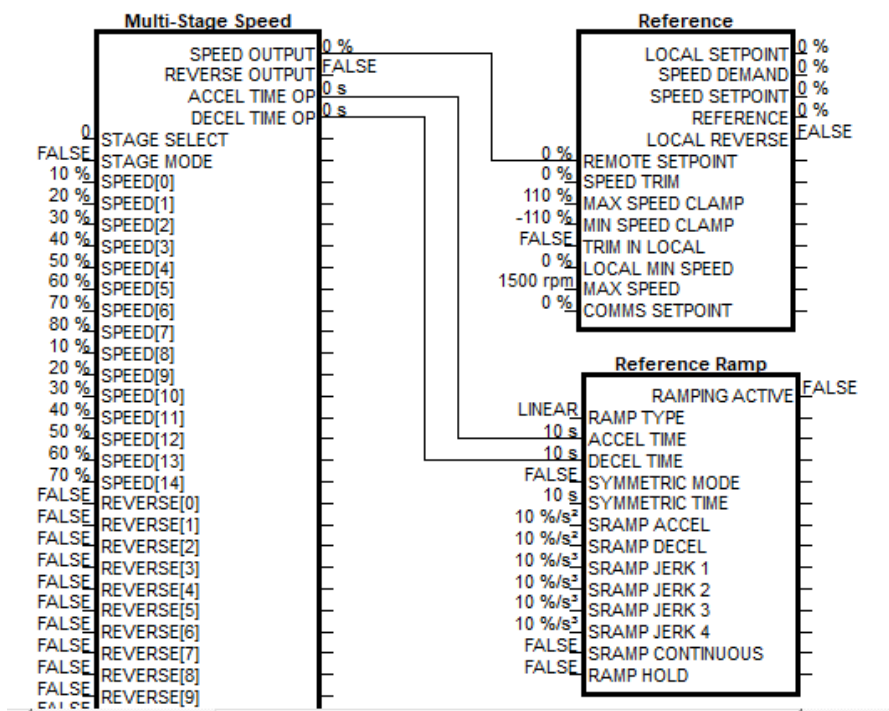 Multi-Stage Speed
SPEED OUTPUT 0 %
REVERSE OUTPUT FALSE
ACCEL TIME OP 0 s
DECEL TIME OP 0 s
0 STAGE SELECT
FALSE STAGE MODE
10 % SPEED[0]
20 % SPEED[1]
30 % SPEED[2]
40 % SPEED[3]
50 % SPEED[4]
60 % SPEED[5]
70 % SPEED[6]
80 % SPEED[7]
10 % SPEED[8]
20 % SPEED[9]
30 % SPEED[10]
40 % SPEED[11]
50 % SPEED[12]
60 % SPEED[13]
70 % SPEED[14]
FALSE REVERSE[0]
FALSE REVERSE[1]
FALSE REVERSE[2]
FALSE REVERSE[3]
FALSE REVERSE[4]
FALSE REVERSE[5]
FALSE REVERSE[6]
FALSE REVERSE[7]
FALSE REVERSE[8]
FALSE REVERSE[9]
FALSE
Reference
LOCAL SETPOINT 0 %
SPEED DEMAND 0 %
SPEED SETPOINT 0 %
REFERENCE 0 %
LOCAL REVERSE FALSE
0 % REMOTE SETPOINT
0 % SPEED TRIM
110 % MAX SPEED CLAMP
-110 % MIN SPEED CLAMP
FALSE TRIM IN LOCAL
0 % LOCAL MIN SPEED
1500 rpm MAX SPEED
0 % COMMS SETPOINT
Reference Ramp
RAMPING ACTIVE FALSE
LINEAR RAMP TYPE
10 s ACCEL TIME
10 s DECEL TIME
FALSE SYMMETRIC MODE
10 s SYMMETRIC TIME
10 %/s² SRAMP ACCEL
10 %/s² SRAMP DECEL
10 %/s³ SRAMP JERK 1
10 %/s³ SRAMP JERK 2
10 %/s³ SRAMP JERK 3
10 %/s³ SRAMP JERK 4
FALSE SRAMP CONTINUOUS
FALSE RAMP HOLD